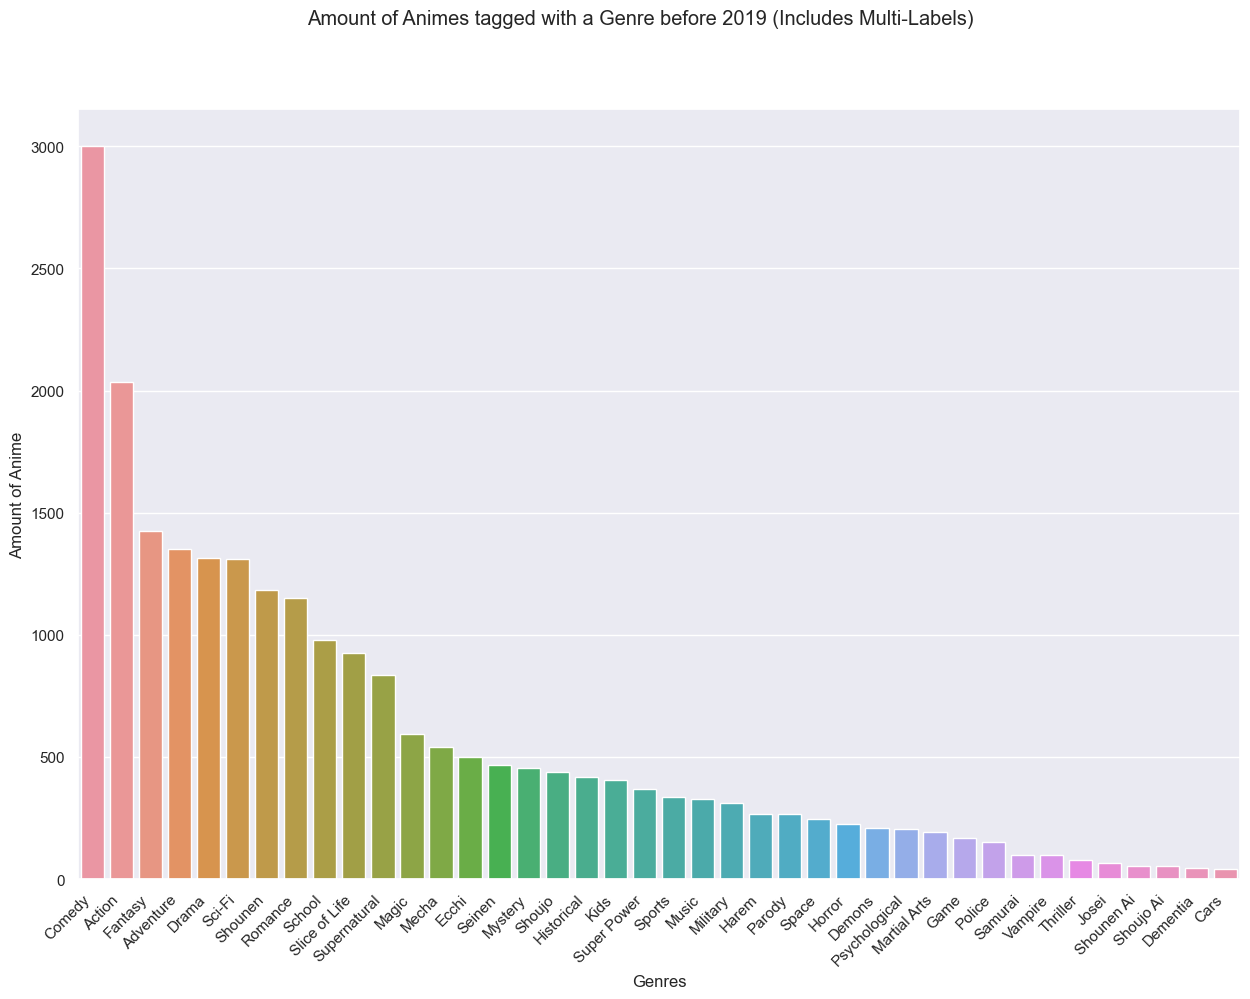 Amount of Animes tagged with a Genre before 2019 (Includes Multi-Labels)
3000
2500
2000
1500
1000
500
0
Amount of Anime
Comedy
Action
Fantasy
Adventure
Drama
Sci-Fi
Shounen
Romance
School
Slice of Life
Supernatural
Magic
Mecha
Ecchi
Seinen
Mystery
Shoujo
Historical
Kids
Super Power
Sports
Music
Military
Harem
Parody
Space
Horror
Demons
Psychological
Martial Arts
Game
Police
Samurai
Vampire
Thriller
Josei
Shounen Ai
Shoujo Ai
Dementia
Cars
Genres